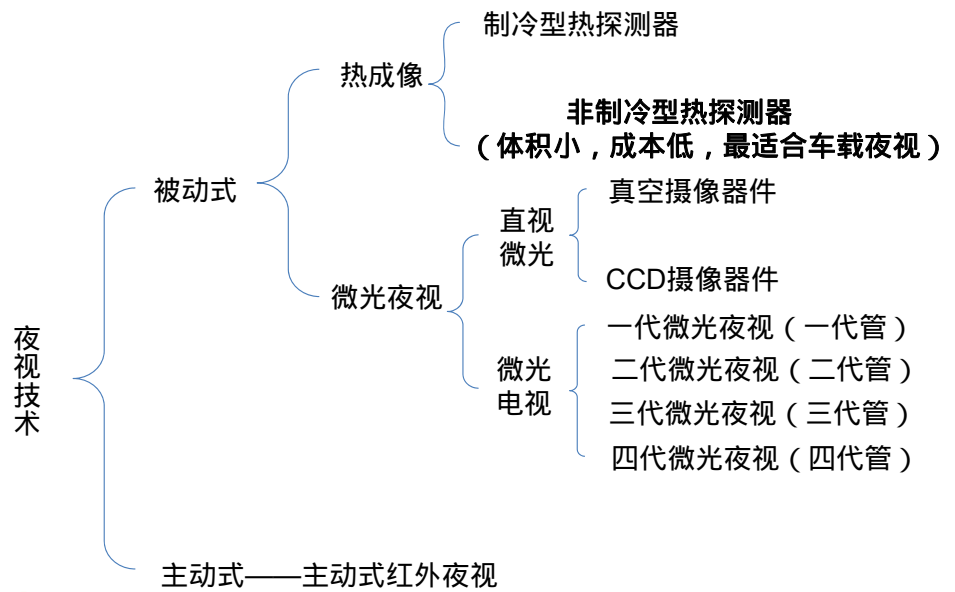 制冷型热探测器
热成像
非制冷型热探测器
（体积小，成本低，最适合车载夜视）
被动式
真空摄像器件
直视
微光
CCD摄像器件
微光夜视
一代微光夜视（一代管）
二代微光夜视（二代管）
微光
电视
三代微光夜视（三代管）
四代微光夜视（四代管）
夜视技术
主动式——主动式红外夜视